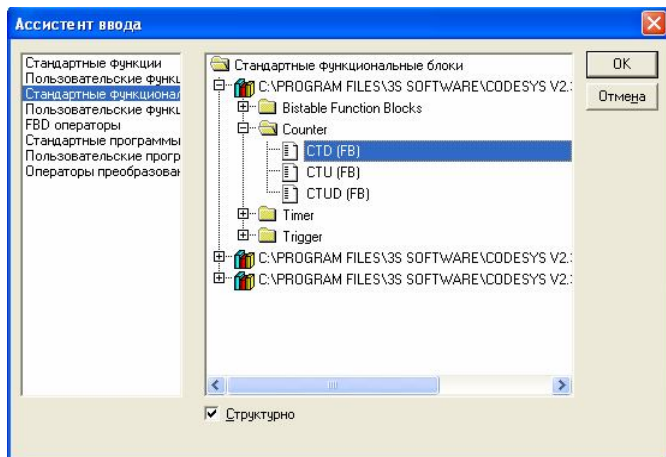 Ассистент ввода
Стандартные функции
Пользовательские функц
Стандартные функционал
Пользовательские функц
FBD операторы
Стандартные программы
Пользовательские прогр
Операторы преобразован
Стандартные функциональные блоки
C:\PROGRAM FILES\3S SOFTWARE\CODESYS V2.
Bistable Function Blocks
Counter
CTD (FB)
CTU (FB)
CTUD (FB)
Timer
Trigger
C:\PROGRAM FILES\3S SOFTWARE\CODESYS V2.
C:\PROGRAM FILES\3S SOFTWARE\CODESYS V2.
Структурно
OK
Отмена